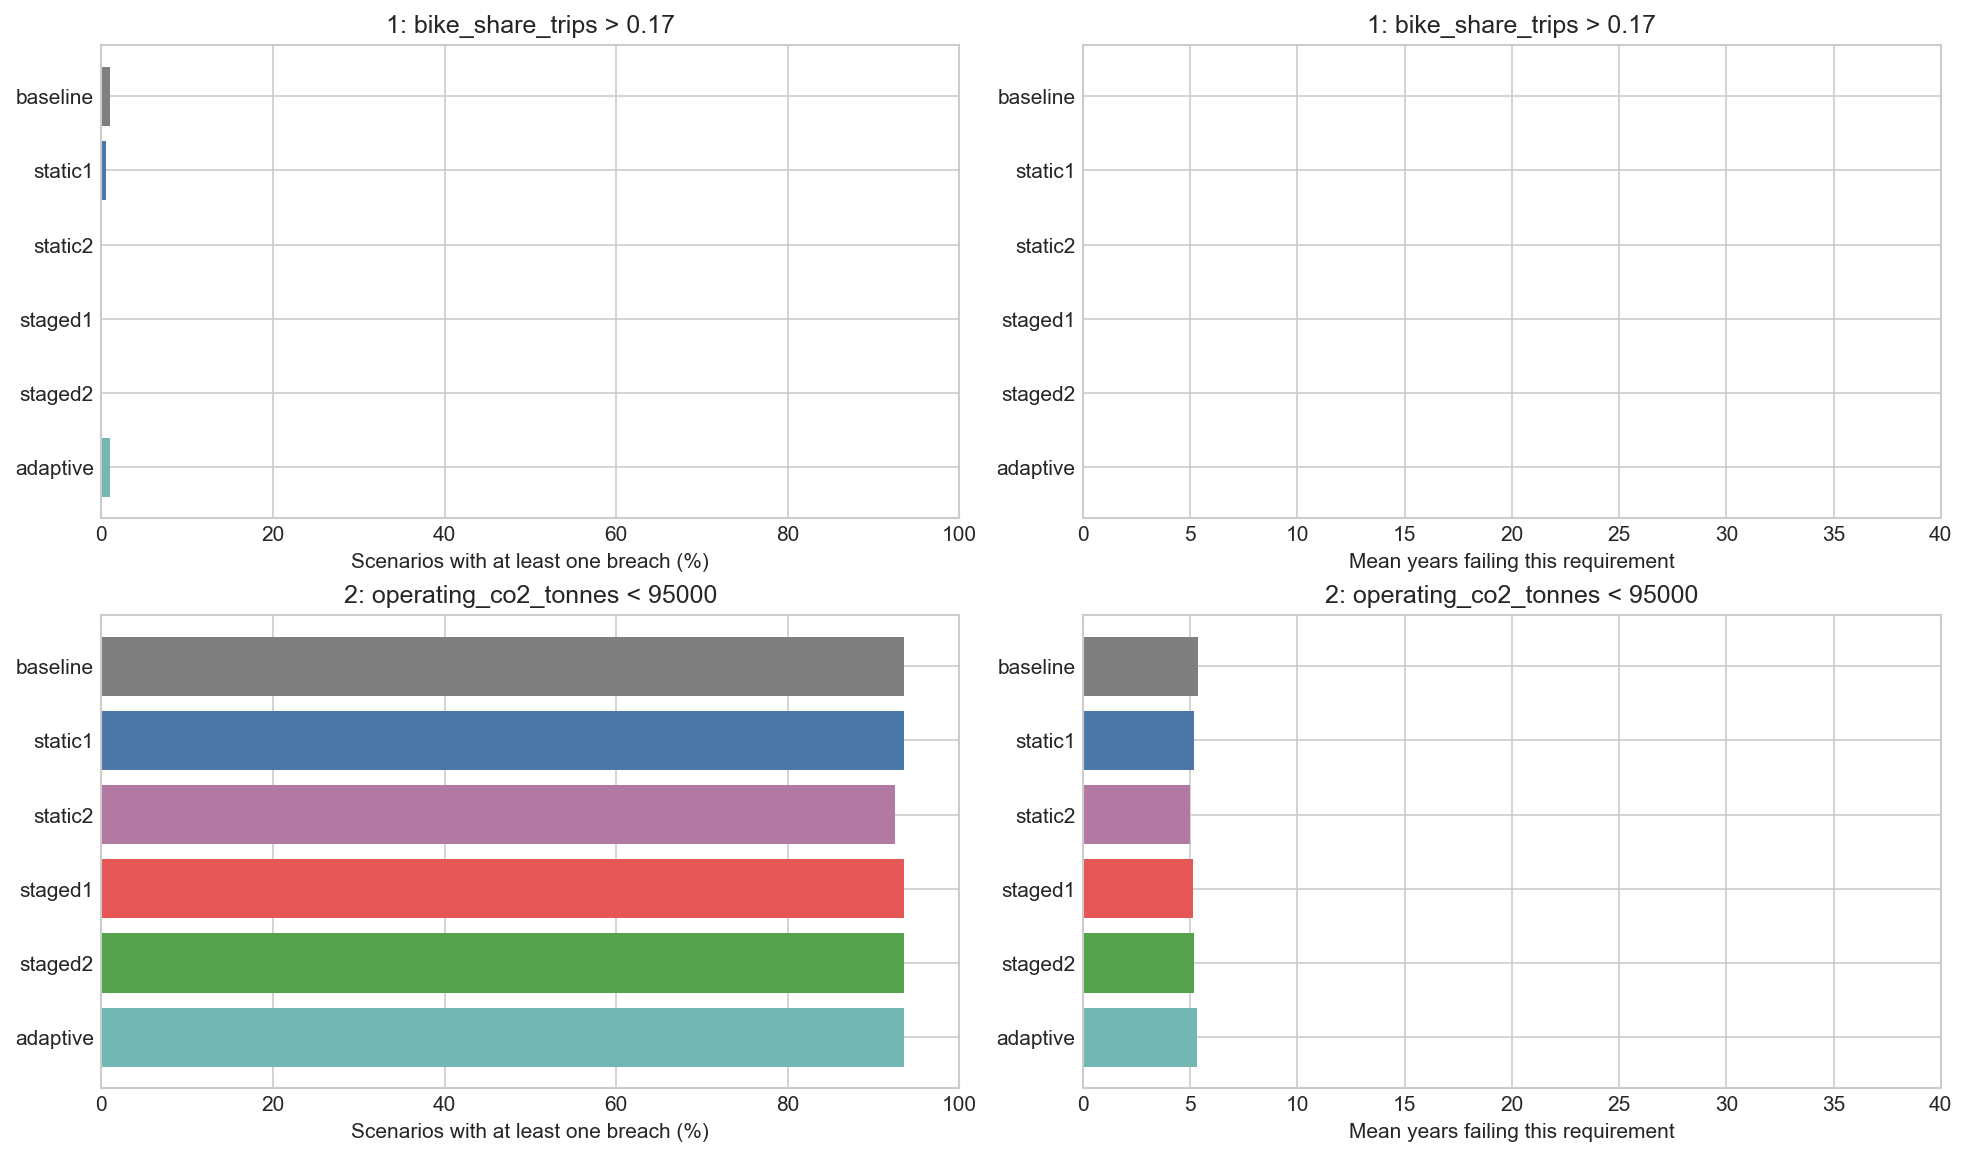 1: bike_share_trips > 0.17
baseline
static1
static2
staged1
staged2
adaptive
0 20 40 60 80 100
Scenarios with at least one breach (%)
1: bike_share_trips > 0.17
baseline
static1
static2
staged1
staged2
adaptive
0 5 10 15 20 25 30 35 40
Mean years failing this requirement
2: operating_co2_tonnes < 95000
baseline
static1
static2
staged1
staged2
adaptive
0 20 40 60 80 100
Scenarios with at least one breach (%)
2: operating_co2_tonnes < 95000
baseline
static1
static2
staged1
staged2
adaptive
0 5 10 15 20 25 30 35 40
Mean years failing this requirement